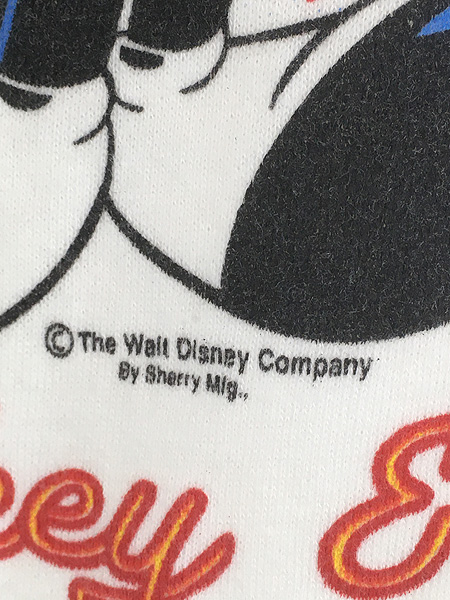 © The Walt Disney Company
By Sherry Mfg.,